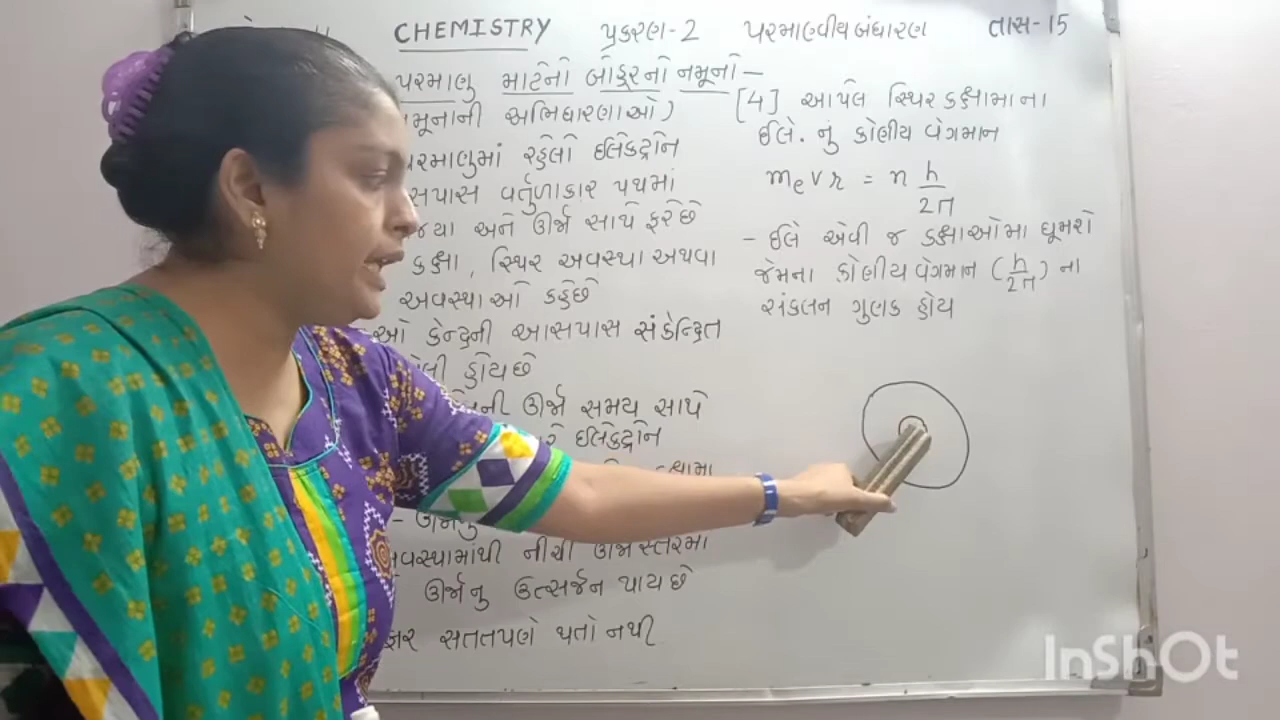 CHEMISTRY પ્રકરણ-2 પરમાણ્વીય બંધારણ તાસ-15
પરમાણુ માટેનો બોહરનો નમૂનો –
નમૂનાની અભિધારણાઓ)
પરમાણુમાં રહેલો ઈલેક્ટ્રોન
આસપાસ વર્તુળાકાર પથમાં
અને ઊર્જા સાથે ફરે છે
કક્ષા, સ્થિર અવસ્થા અથવા
અવસ્થાઓ કહે છે
કેન્દ્રની આસપાસ સંકેન્દ્રિત
હોય છે
ઊર્જા સમય સાથે
ઈલેક્ટ્રોન
નીચી ઊર્જાસ્તરમા
ઊર્જાનુ ઉત્સર્જન થાય છે
સતતપણે થતો નથી
[4] આપેલ સ્થિર કક્ષામાના
ઈલે. નું કોણીય વેગમાન
mₑvr = n h/2π
– ઈલે એવી જ કક્ષાઓમા ઘૂમશે
જેમના કોણીય વેગમાન (h/2π) ના
સંકલન ગુણક હોય
InShOt